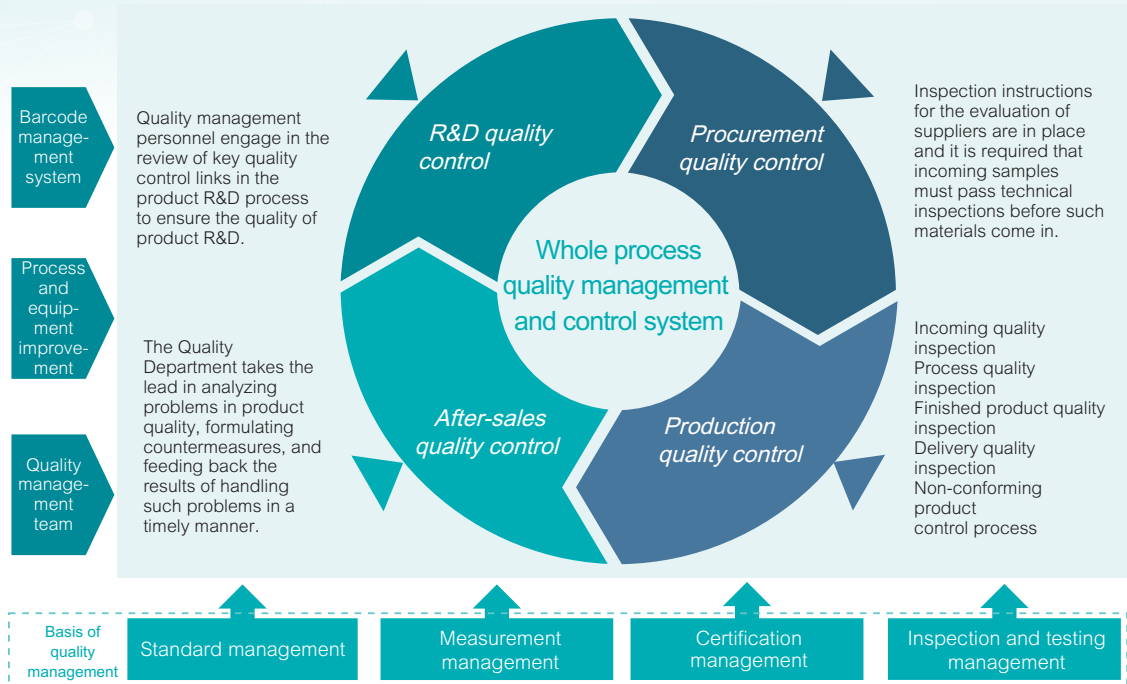 Barcode
manage-
ment
system
Process
and
equip-
ment
improve-
ment
Quality
manage-
ment
team
Quality management
personnel engage in the
review of key quality
control links in the
product R&D process
to ensure the quality of
product R&D.
The Quality
Department takes the
lead in analyzing
problems in product
quality, formulating
countermeasures, and
feeding back the
results of handling
such problems in a
timely manner.
R&D quality
control
Procurement
quality control
Whole process
quality management
and control system
After-sales
quality control
Production
quality control
Inspection instructions
for the evaluation of
suppliers are in place
and it is required that
incoming samples
must pass technical
inspections before such
materials come in.
Incoming quality
inspection
Process quality
inspection
Finished product quality
inspection
Delivery quality
inspection
Non-conforming
product
control process
Basis of
quality
management
Standard management
Measurement
management
Certification
management
Inspection and testing
management